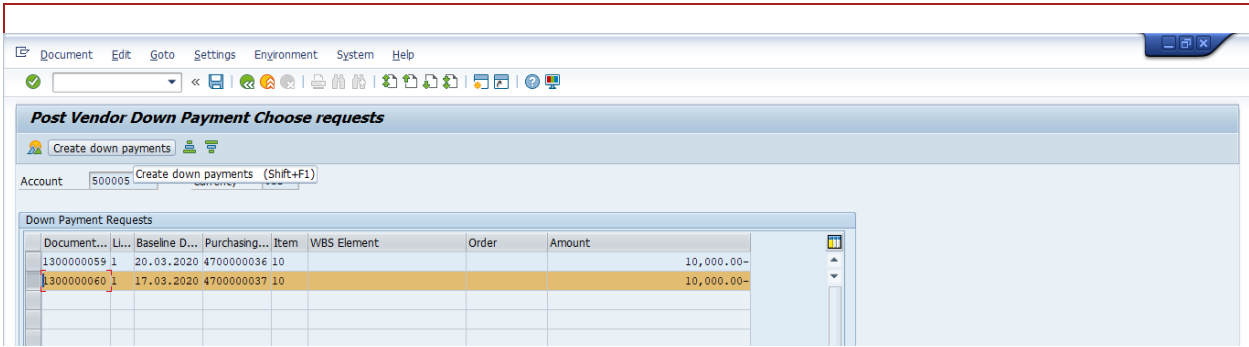 Document Edit Goto Settings Environment System Help
Post Vendor Down Payment Choose requests
Create down payments
Account 500005
Create down payments (Shift+F1)
Down Payment Requests
Document... Li... Baseline D... Purchasing... Item WBS Element Order Amount
1300000059 1 20.03.2020 4700000036 10 10,000.00-
1300000060 1 17.03.2020 4700000037 10 10,000.00-